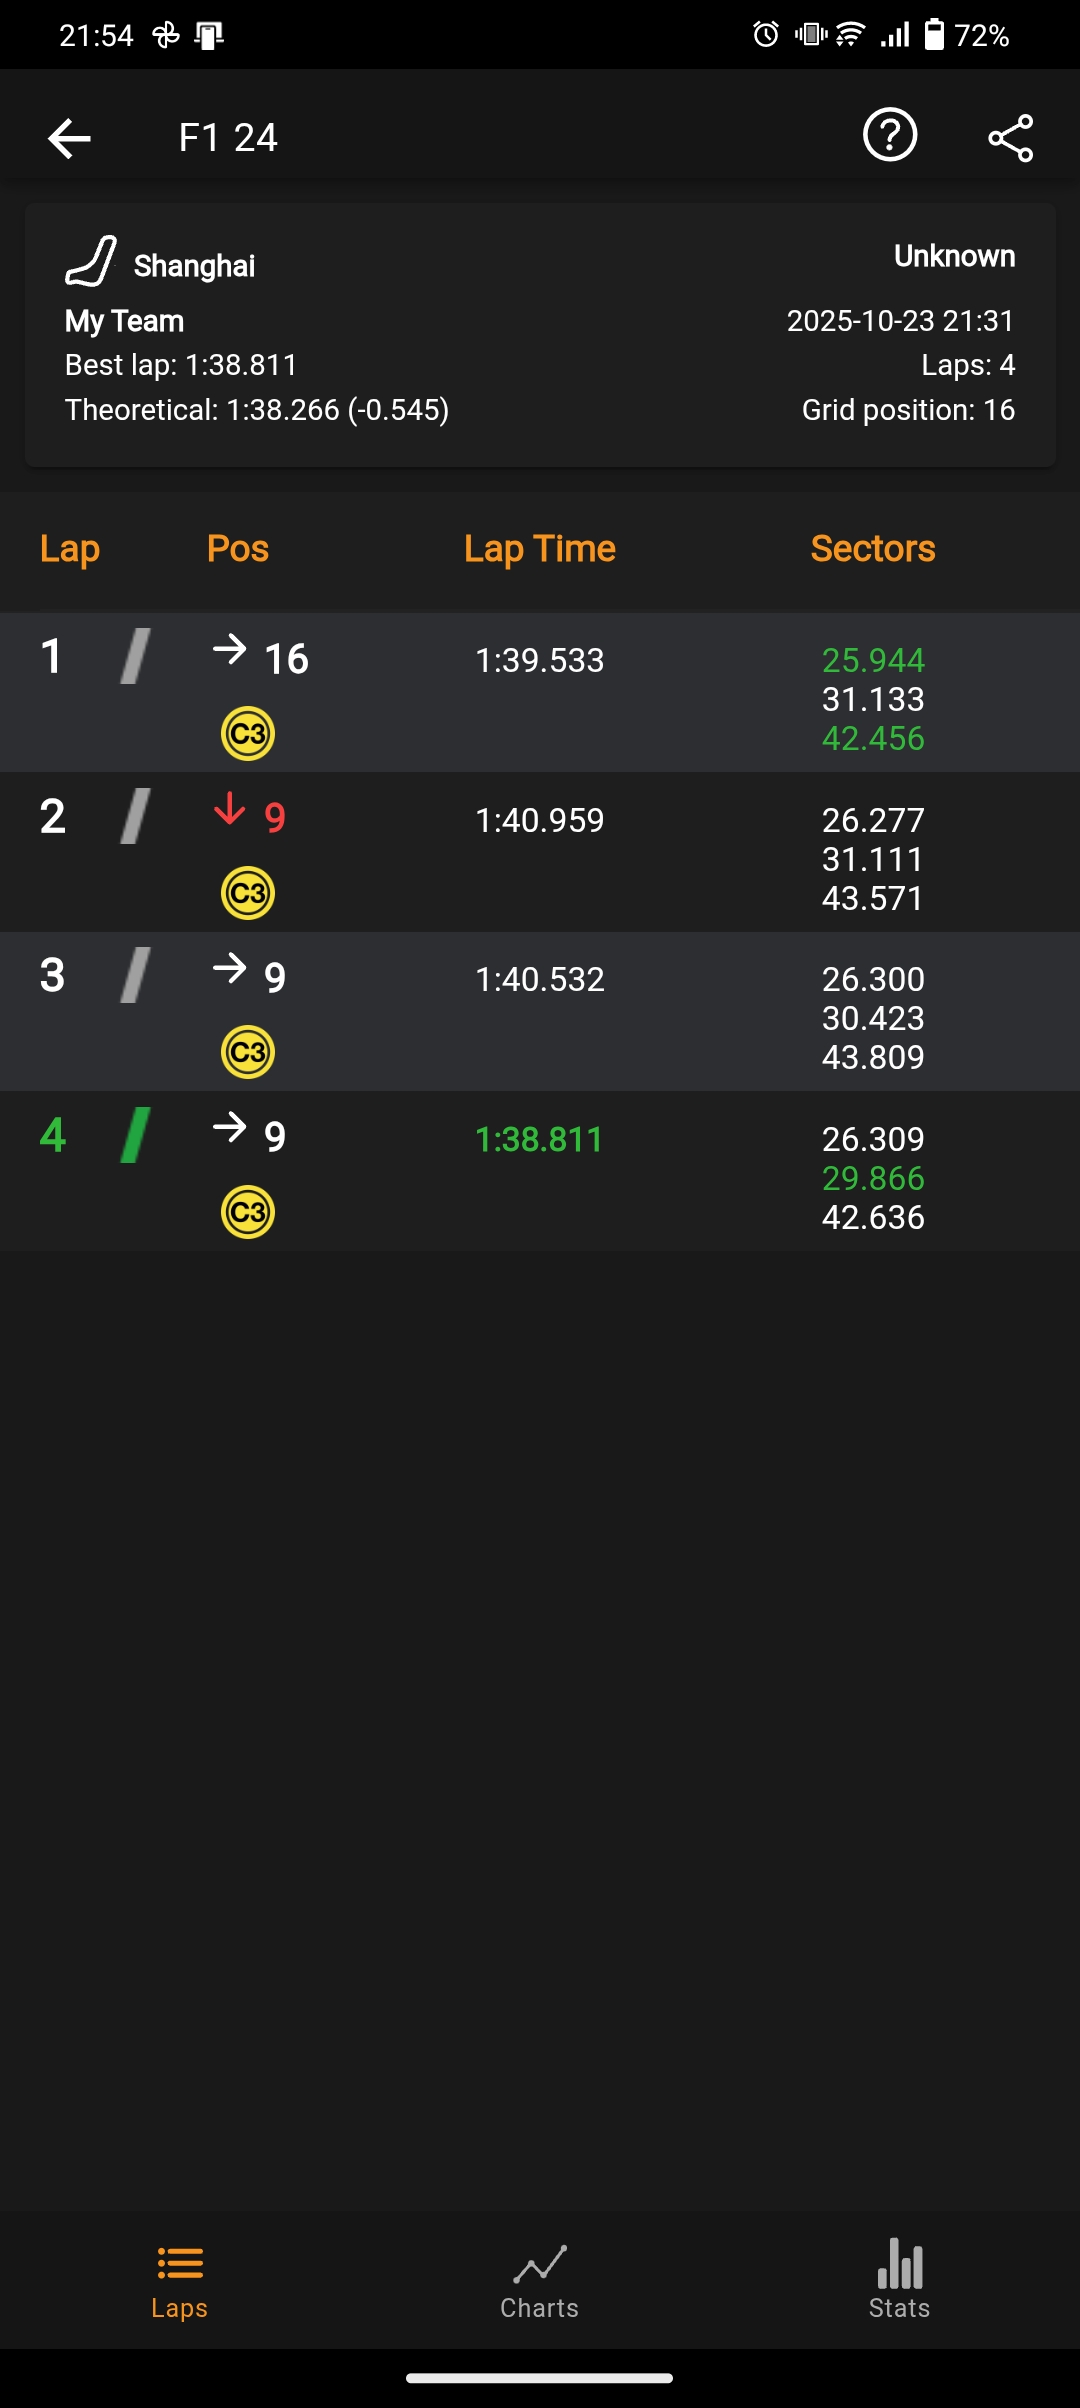 21:54 72%
F1 24
Shanghai Unknown
My Team 2025-10-23 21:31
Best lap: 1:38.811 Laps: 4
Theoretical: 1:38.266 (-0.545) Grid position: 16
Lap Pos Lap Time Sectors
1 16 1:39.533 25.944
31.133
C3 42.456
2 9 1:40.959 26.277
31.111
C3 43.571
3 9 1:40.532 26.300
30.423
C3 43.809
4 9 1:38.811 26.309
29.866
C3 42.636
Laps Charts Stats